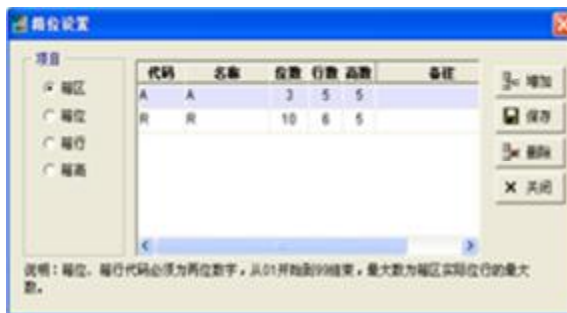 箱位设置
项目
箱区
箱位
箱行
箱高
代码 名称 位数 行数 高数 备注
A A 3 5 5
R R 10 6 5
增加
保存
删除
关闭
说明：箱位、箱行代码必须为两位数字，从01开始到99结束，最大数为箱区实际位行的最大
数。